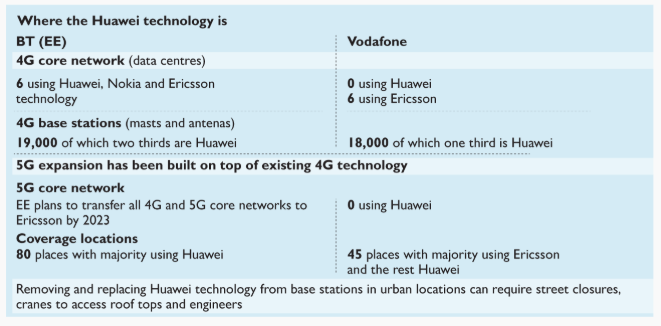 Where the Huawei technology is
BT (EE)
Vodafone
4G core network (data centres)
6 using Huawei, Nokia and Ericsson
technology
0 using Huawei
6 using Ericsson
4G base stations (masts and antenas)
19,000 of which two thirds are Huawei
18,000 of which one third is Huawei
5G expansion has been built on top of existing 4G technology
5G core network
EE plans to transfer all 4G and 5G core networks to
Ericsson by 2023
0 using Huawei
Coverage locations
80 places with majority using Huawei
45 places with majority using Ericsson
and the rest Huawei
Removing and replacing Huawei technology from base stations in urban locations can require street closures,
cranes to access roof tops and engineers